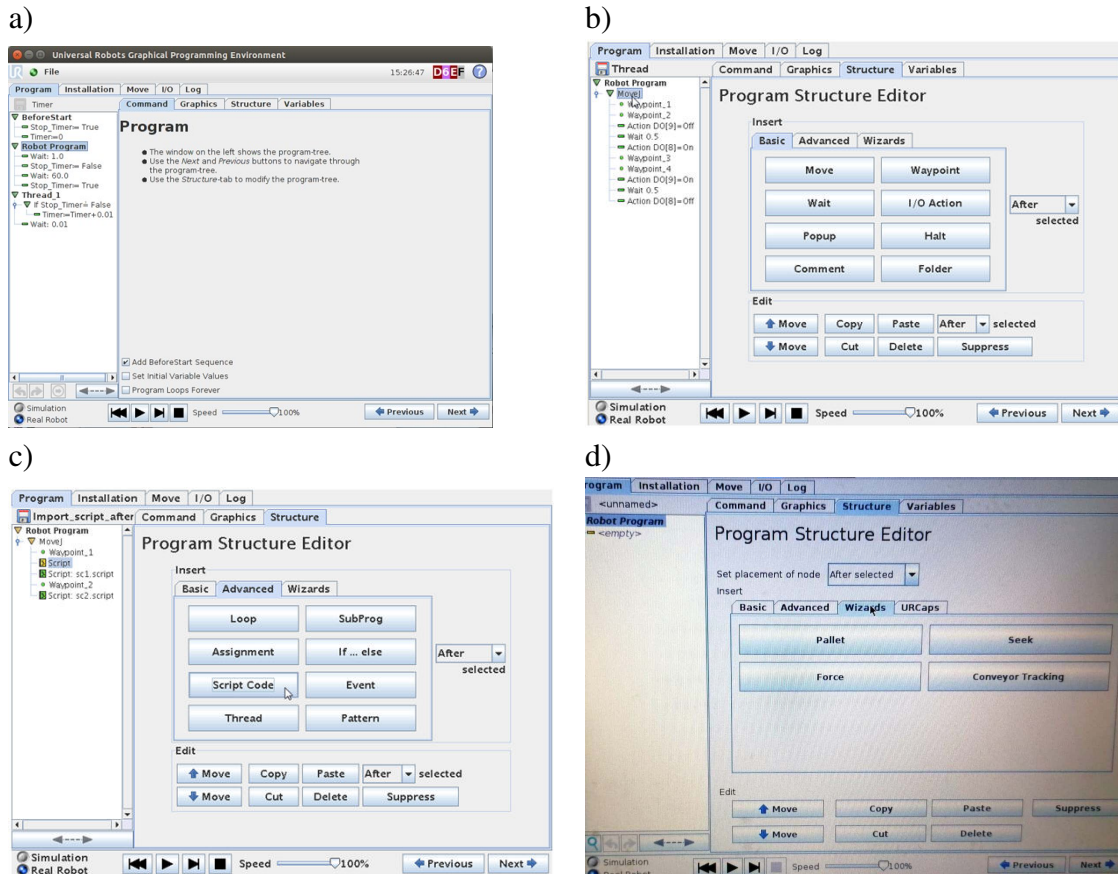 a)
Universal Robots Graphical Programming Environment
File 15:26:47 D6EF ?
Program Installation Move I/O Log
Timer Command Graphics Structure Variables
BeforeStart
Stop_Timer≔ True
Timer≔0
Robot Program
Wait: 1.0
Stop_Timer≔ False
Wait: 60.0
Stop_Timer≔ True
Thread_1
If Stop_Timer≟ False
Timer≔Timer+0.01
Wait: 0.01
Program
The window on the left shows the program-tree.
Use the Next and Previous buttons to navigate through
the program-tree.
Use the Structure-tab to modify the program-tree.
Add BeforeStart Sequence
Set Initial Variable Values
Program Loops Forever
Simulation
Real Robot
Speed 100% Previous Next
b)
Program Installation Move I/O Log
Thread Command Graphics Structure Variables
Robot Program
MoveJ
Waypoint_1
Waypoint_2
Action DO[9]=Off
Wait 0.5
Action DO[8]=On
Waypoint_3
Waypoint_4
Action DO[9]=On
Wait 0.5
Action DO[8]=Off
Program Structure Editor
Insert
Basic Advanced Wizards
Move Waypoint
Wait I/O Action
Popup Halt
Comment Folder
After
selected
Edit
Move Copy Paste After selected
Move Cut Delete Suppress
Simulation
Real Robot
Speed 100% Previous Next
c)
Program Installation Move I/O Log
Import_script_after Command Graphics Structure
Robot Program
MoveJ
Waypoint_1
Script
Script: sc1.script
Waypoint_2
Script: sc2.script
Program Structure Editor
Insert
Basic Advanced Wizards
Loop SubProg
Assignment If ... else
Script Code Event
Thread Pattern
After
selected
Edit
Move Copy Paste After selected
Move Cut Delete Suppress
Simulation
Real Robot
Speed 100% Previous Next
d)
ogram Installation Move I/O Log
<unnamed> Command Graphics Structure Variables
Robot Program
<empty>
Program Structure Editor
Set placement of node After selected
Insert
Basic Advanced Wizards URCaps
Pallet Seek
Force Conveyor Tracking
Edit
Move Copy Paste Suppress
Move Cut Delete
Simulation
Real Robot
Speed 100% Previous Next